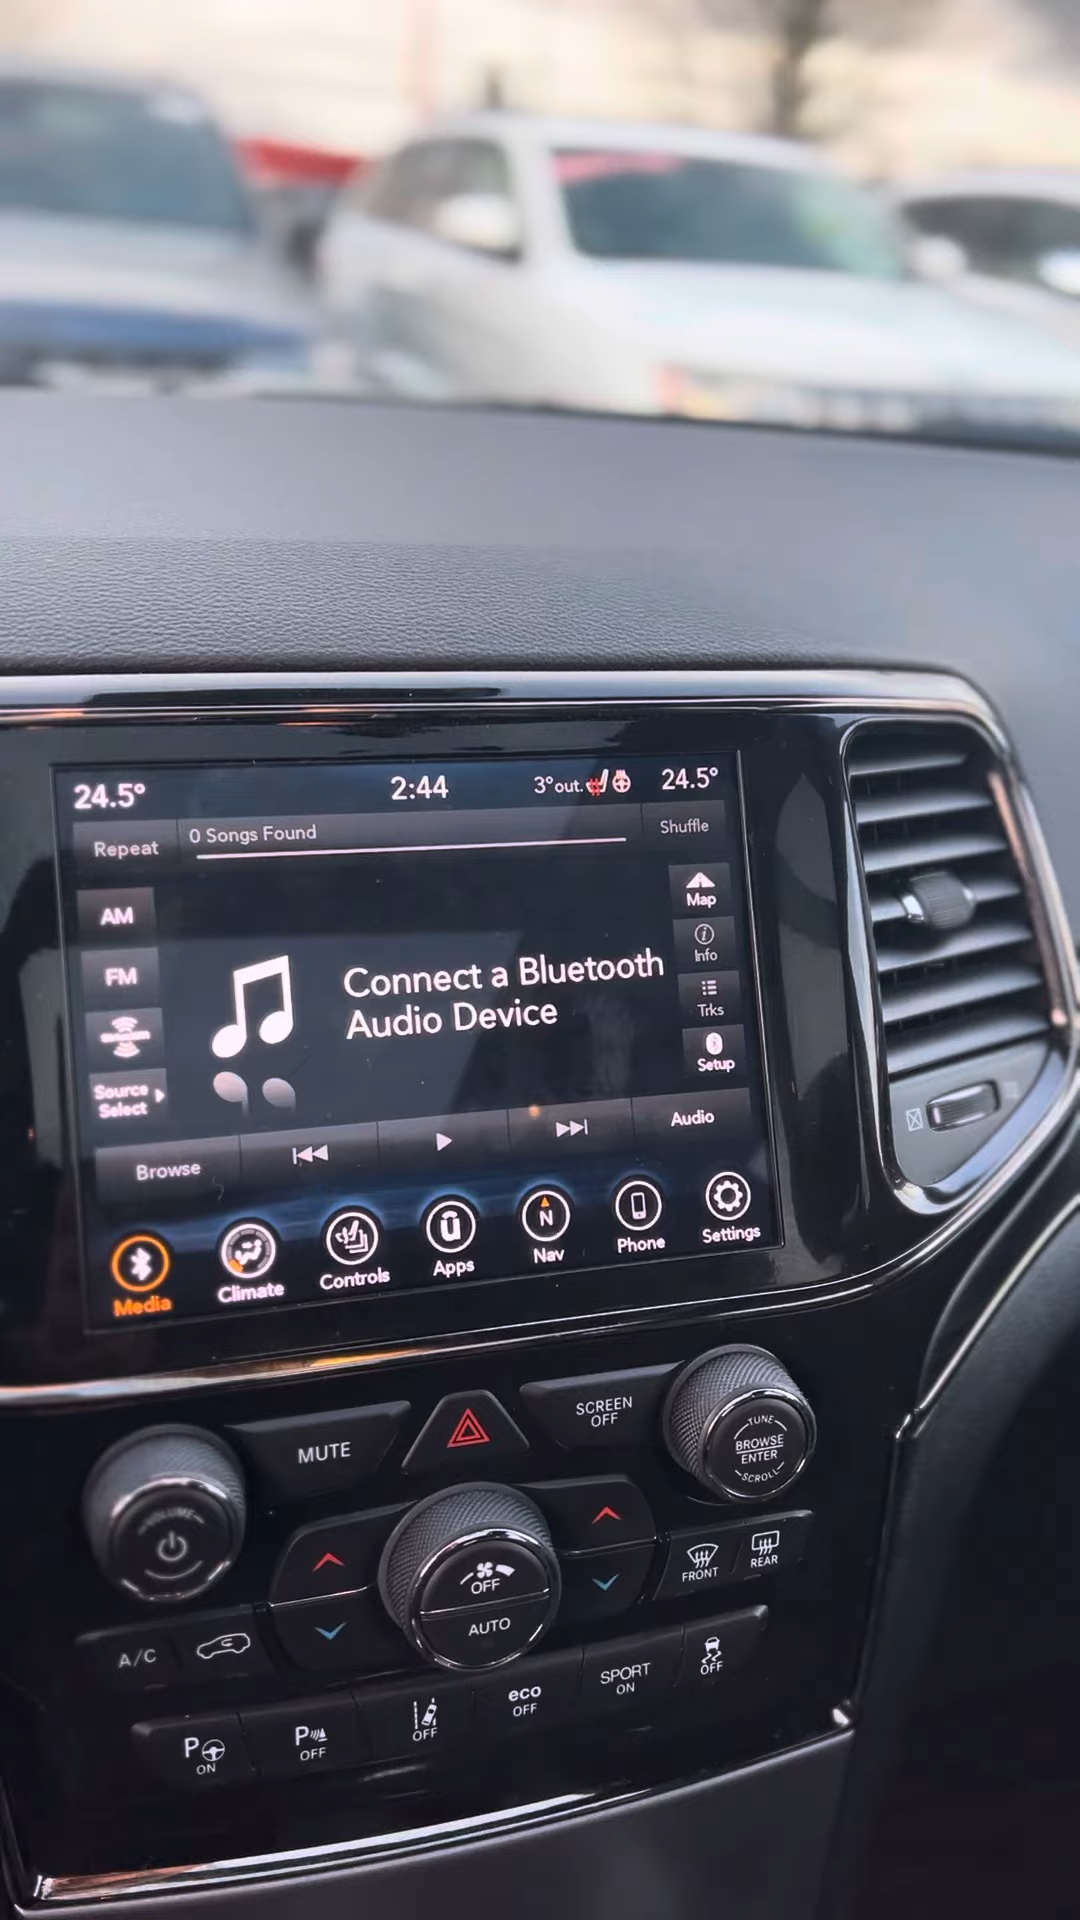 24.5°
2:44
3°out.
24.5°
Repeat
0 Songs Found
Shuffle
AM
FM
Source
Select
Connect a Bluetooth
Audio Device
Map
Info
Trks
Setup
Browse
Audio
Media
Climate
Controls
Apps
N
Nav
Phone
Settings
MUTE
SCREEN
OFF
TUNE
BROWSE
ENTER
SCROLL
VOLUME
OFF
AUTO
FRONT
REAR
A/C
P
ON
P
OFF
OFF
eco
OFF
SPORT
ON
OFF